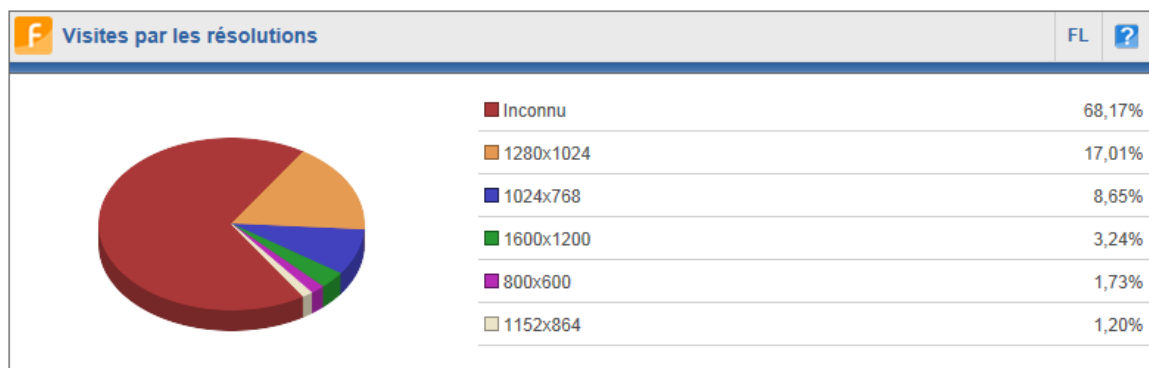 F Visites par les résolutions FL ?
Inconnu 68,17%
1280x1024 17,01%
1024x768 8,65%
1600x1200 3,24%
800x600 1,73%
1152x864 1,20%